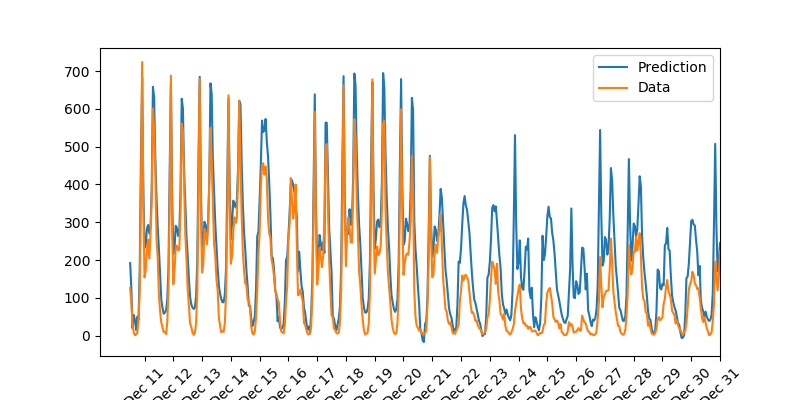 Prediction
Data
700
600
500
400
300
200
100
0
Dec 11
Dec 12
Dec 13
Dec 14
Dec 15
Dec 16
Dec 17
Dec 18
Dec 19
Dec 20
Dec 21
Dec 22
Dec 23
Dec 24
Dec 25
Dec 26
Dec 27
Dec 28
Dec 29
Dec 30
Dec 31